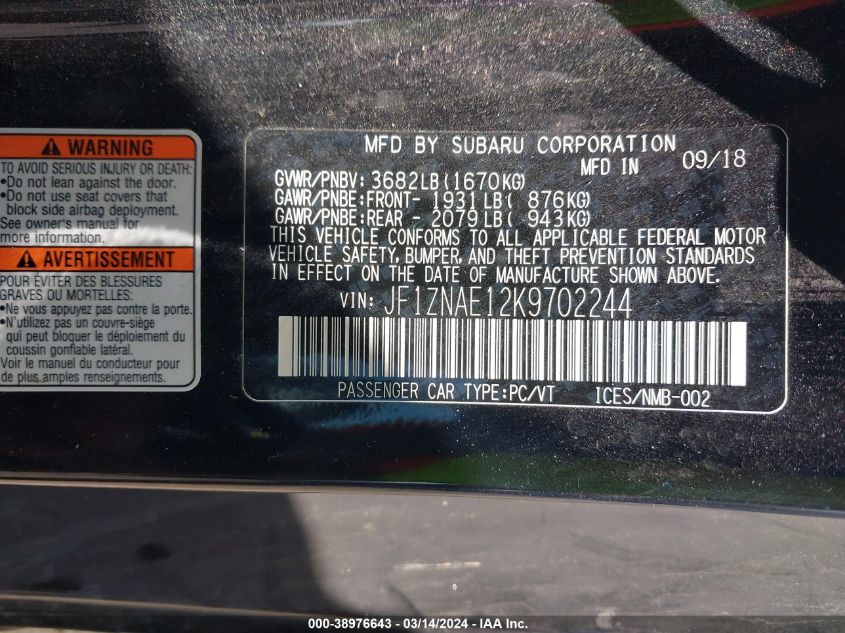 WARNING
TO AVOID SERIOUS INJURY OR DEATH:
•Do not lean against the door.
•Do not use seat covers that
block side airbag deployment.
See owner's manual for
more information.
AVERTISSEMENT
POUR ÉVITER DES BLESSURES
GRAVES OU MORTELLES:
•Ne vous appuyez pas contre la porte.
•N'utilisez pas un couvre-siège
qui peut bloquer le déploiement du
coussin gonflable latéral.
Voir le manuel du conducteur pour
de plus amples renseignements.
MFD BY SUBARU CORPORATION
MFD IN 09/18
GVWR/PNBV: 3682LB(1670KG)
GAWR/PNBE:FRONT- 1931LB( 876KG)
GAWR/PNBE:REAR - 2079LB( 943KG)
THIS VEHICLE CONFORMS TO ALL APPLICABLE FEDERAL MOTOR
VEHICLE SAFETY, BUMPER, AND THEFT PREVENTION STANDARDS
IN EFFECT ON THE DATE OF MANUFACTURE SHOWN ABOVE.
VIN: JF1ZNAE12K9702244
PASSENGER CAR TYPE:PC/VT ICES/NMB-002
000-38976643 - 03/14/2024 - IAA Inc.